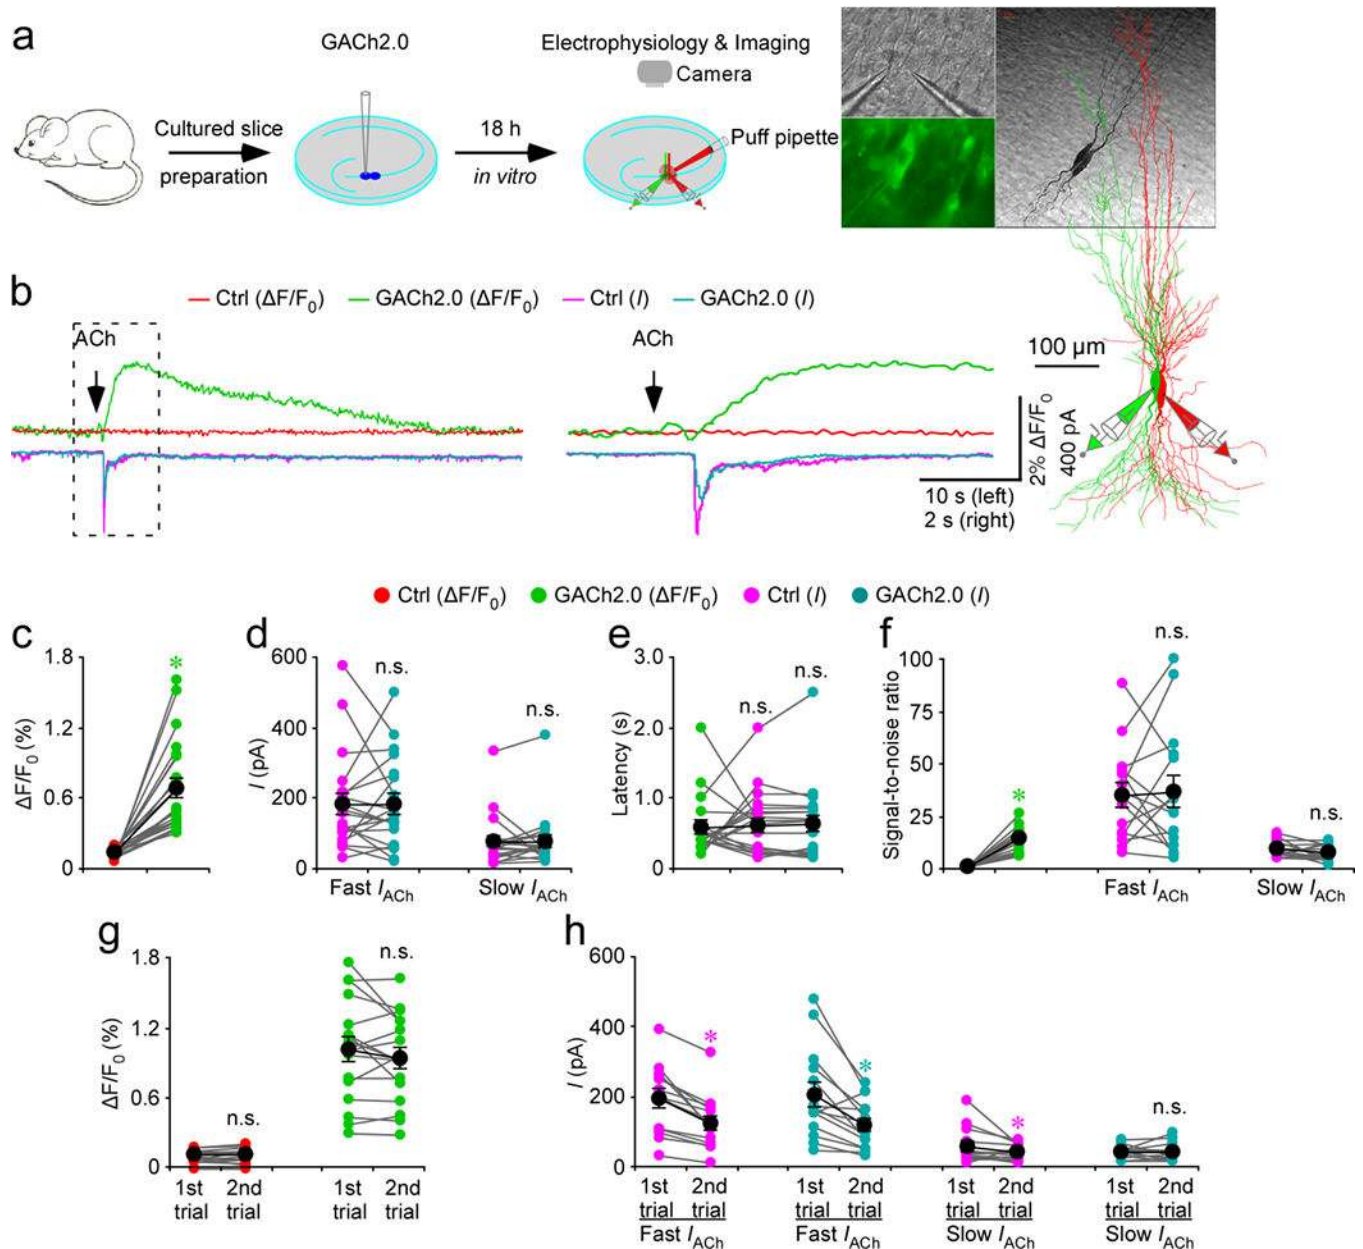 a
GACh2.0
Electrophysiology & Imaging
Camera
Cultured slice
preparation
18 h
in vitro
Puff pipette
b
Ctrl (ΔF/F0) GACh2.0 (ΔF/F0) Ctrl (I) GACh2.0 (I)
ACh
ACh
100 µm
2% ΔF/F0
400 pA
10 s (left)
2 s (right)
Ctrl (ΔF/F0) GACh2.0 (ΔF/F0) Ctrl (I) GACh2.0 (I)
c
ΔF/F0 (%)
1.8
1.2
0.6
0
*
d
I (pA)
600
400
200
0
n.s.
n.s.
Fast IACh Slow IACh
e
Latency (s)
3.0
2.0
1.0
0
n.s.
n.s.
f
Signal-to-noise ratio
100
75
50
25
0
*
n.s.
n.s.
Fast IACh Slow IACh
g
ΔF/F0 (%)
1.8
1.2
0.6
0
n.s.
n.s.
1st 2nd 1st 2nd
trial trial trial trial
h
I (pA)
600
400
200
0
*
*
*
n.s.
1st 2nd 1st 2nd 1st 2nd 1st 2nd
trial trial trial trial trial trial trial trial
Fast IACh Fast IACh Slow IACh Slow IACh